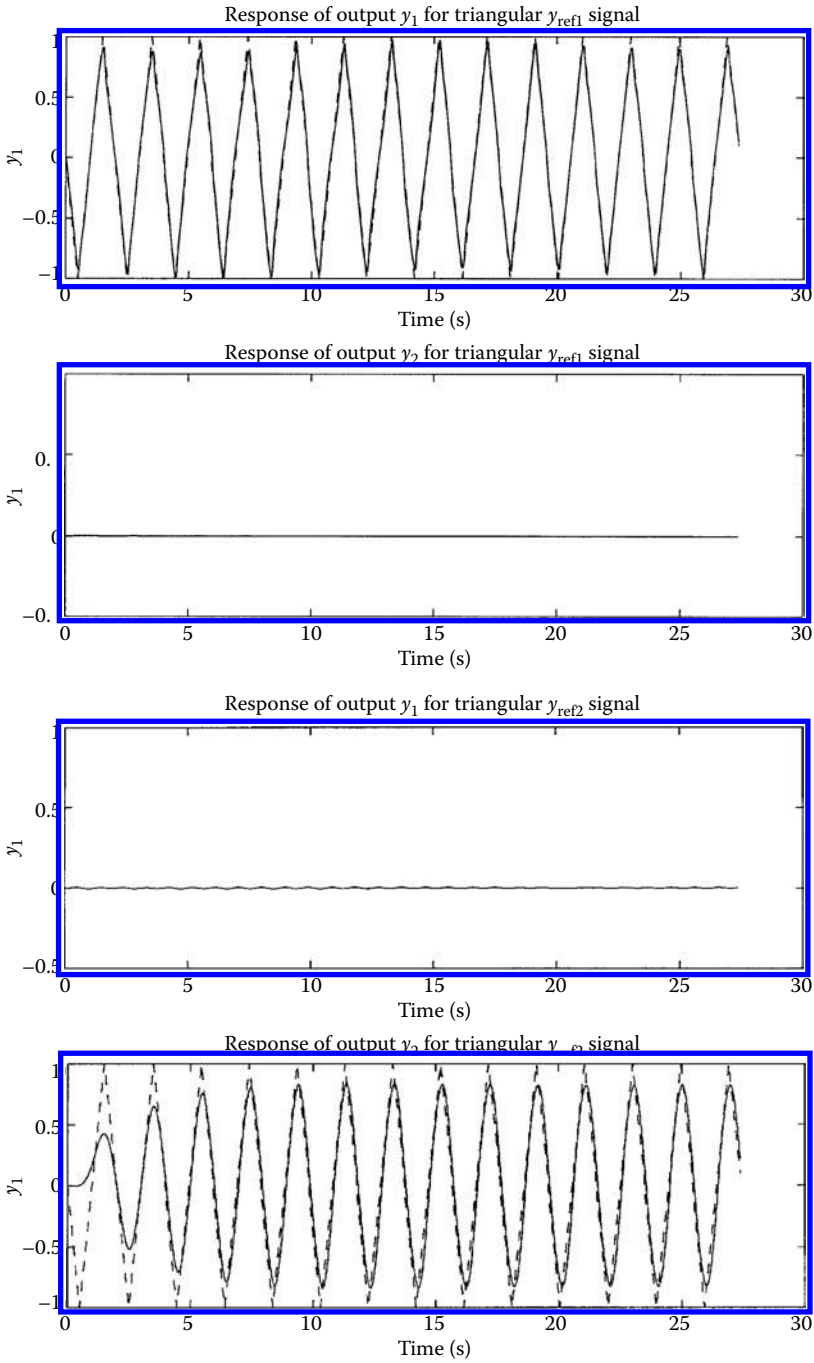 Response of output y1 for triangular yref1 signal
1
0.5
0
−0.5
−1
y1
0 5 10 15 20 25 30
Time (s)
Response of output y2 for triangular yref1 signal
0.
0
−0.
y1
0 5 10 15 20 25 30
Time (s)
Response of output y1 for triangular yref2 signal
1
0.5
0
−0.5
y1
0 5 10 15 20 25 30
Time (s)
Response of output y2 for triangular y ef2 signal
1
0.5
0
−0.5
−1
y1
0 5 10 15 20 25 30
Time (s)